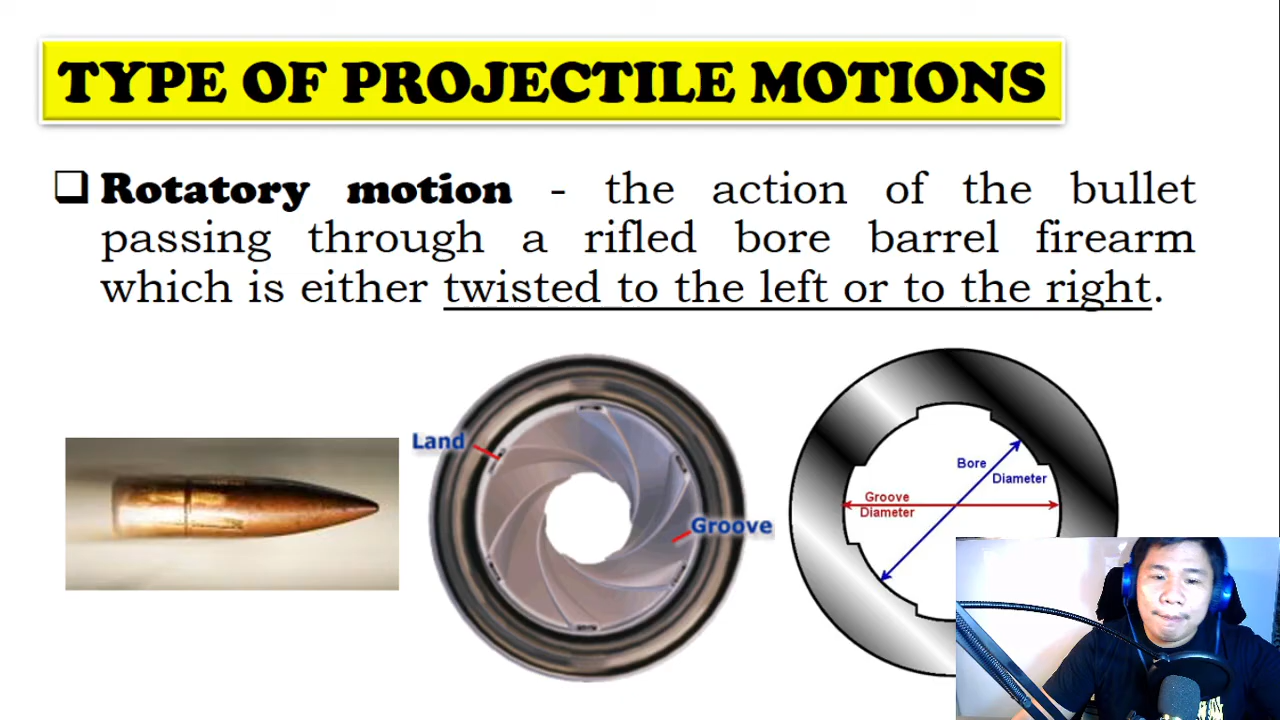 TYPE OF PROJECTILE MOTIONS
❑ Rotatory motion - the action of the bullet
passing through a rifled bore barrel firearm
which is either twisted to the left or to the right.
Land
Groove
Bore
Diameter
Groove
Diameter